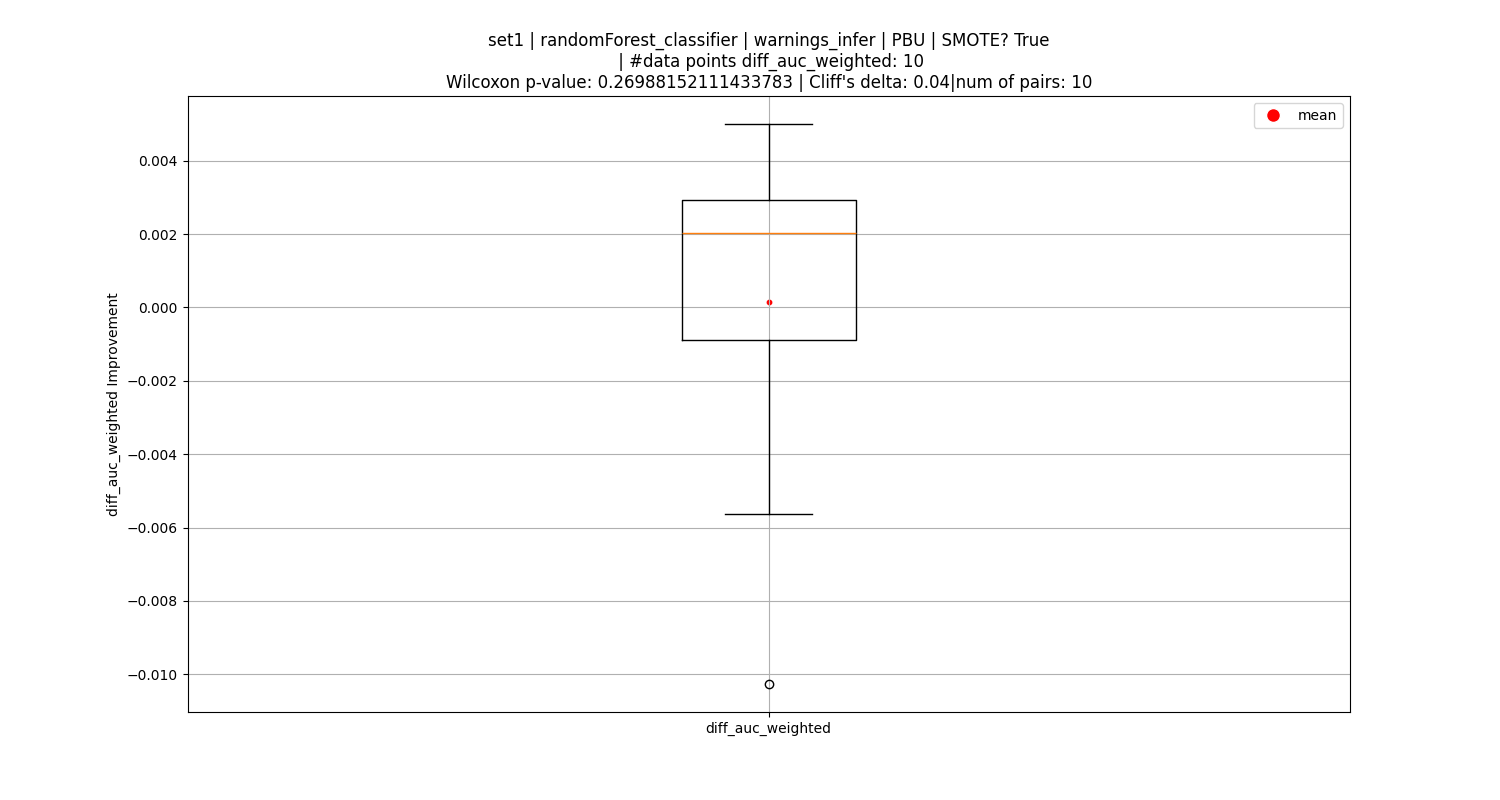 set1 | randomForest_classifier | warnings_infer | PBU | SMOTE? True
| #data points diff_auc_weighted: 10
Wilcoxon p-value: 0.26988152111433783 | Cliff's delta: 0.04|num of pairs: 10
mean
0.004
0.002
0.000
−0.002
−0.004
−0.006
−0.008
−0.010
diff_auc_weighted Improvement
diff_auc_weighted